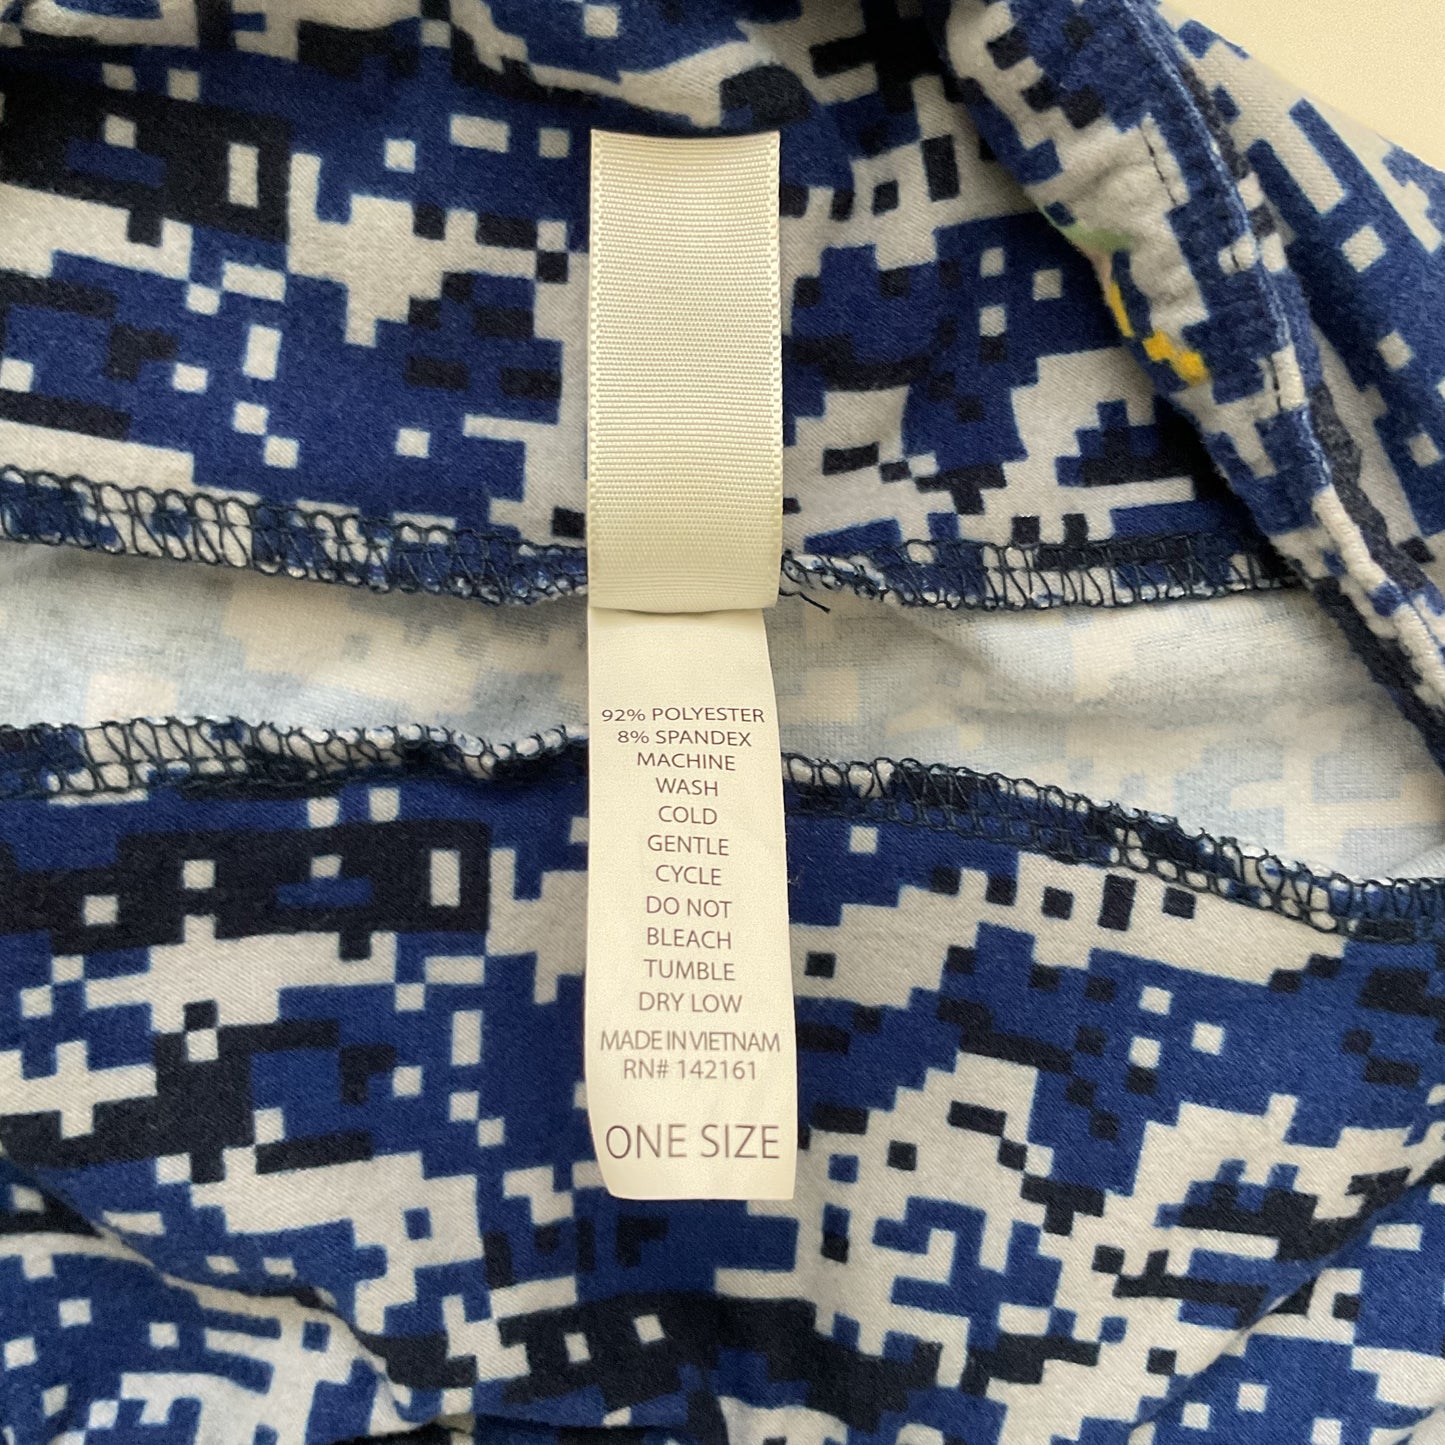 92% POLYESTER
8% SPANDEX
MACHINE
WASH
COLD
GENTLE
CYCLE
DO NOT
BLEACH
TUMBLE
DRY LOW
MADE IN VIETNAM
RN# 142161
ONE SIZE